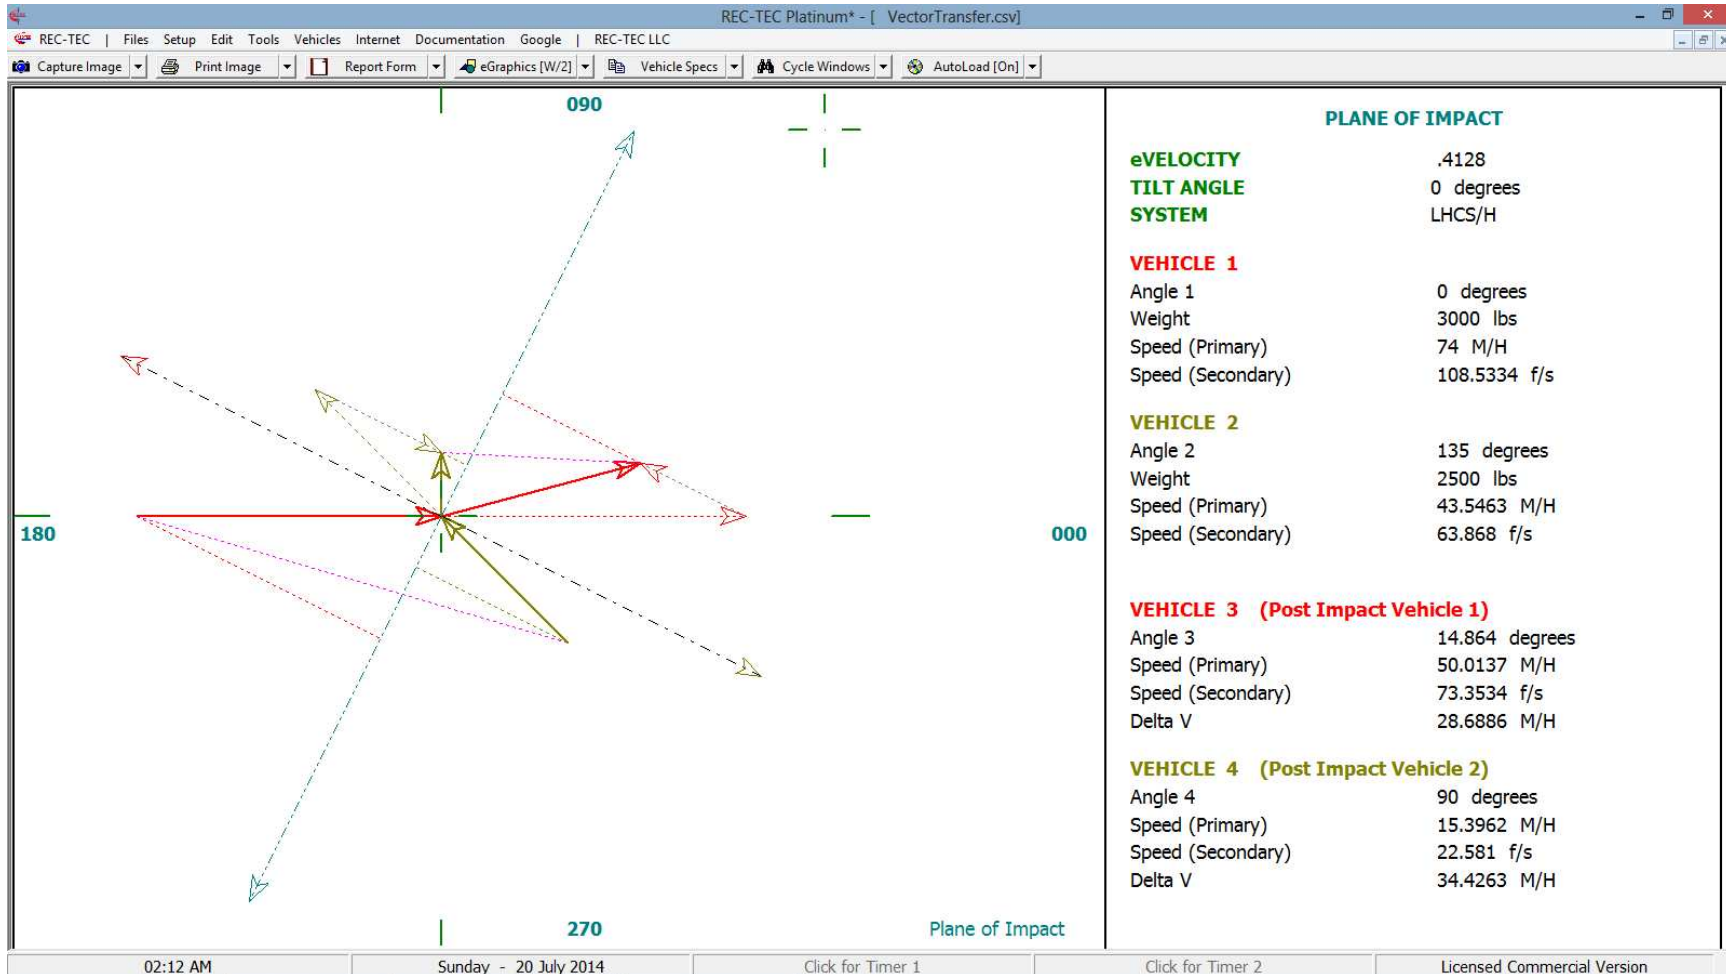 REC-TEC Platinum* - [ VectorTransfer.csv]
REC-TEC | Files Setup Edit Tools Vehicles Internet Documentation Google | REC-TEC LLC
Capture Image Print Image Report Form eGraphics [W/2] Vehicle Specs Cycle Windows AutoLoad [On]
090
180
000
270
Plane of Impact
PLANE OF IMPACT
eVELOCITY .4128
TILT ANGLE 0 degrees
SYSTEM LHCS/H
VEHICLE 1
Angle 1 0 degrees
Weight 3000 lbs
Speed (Primary) 74 M/H
Speed (Secondary) 108.5334 f/s
VEHICLE 2
Angle 2 135 degrees
Weight 2500 lbs
Speed (Primary) 43.5463 M/H
Speed (Secondary) 63.868 f/s
VEHICLE 3 (Post Impact Vehicle 1)
Angle 3 14.864 degrees
Speed (Primary) 50.0137 M/H
Speed (Secondary) 73.3534 f/s
Delta V 28.6886 M/H
VEHICLE 4 (Post Impact Vehicle 2)
Angle 4 90 degrees
Speed (Primary) 15.3962 M/H
Speed (Secondary) 22.581 f/s
Delta V 34.4263 M/H
02:12 AM Sunday - 20 July 2014 Click for Timer 1 Click for Timer 2 Licensed Commercial Version